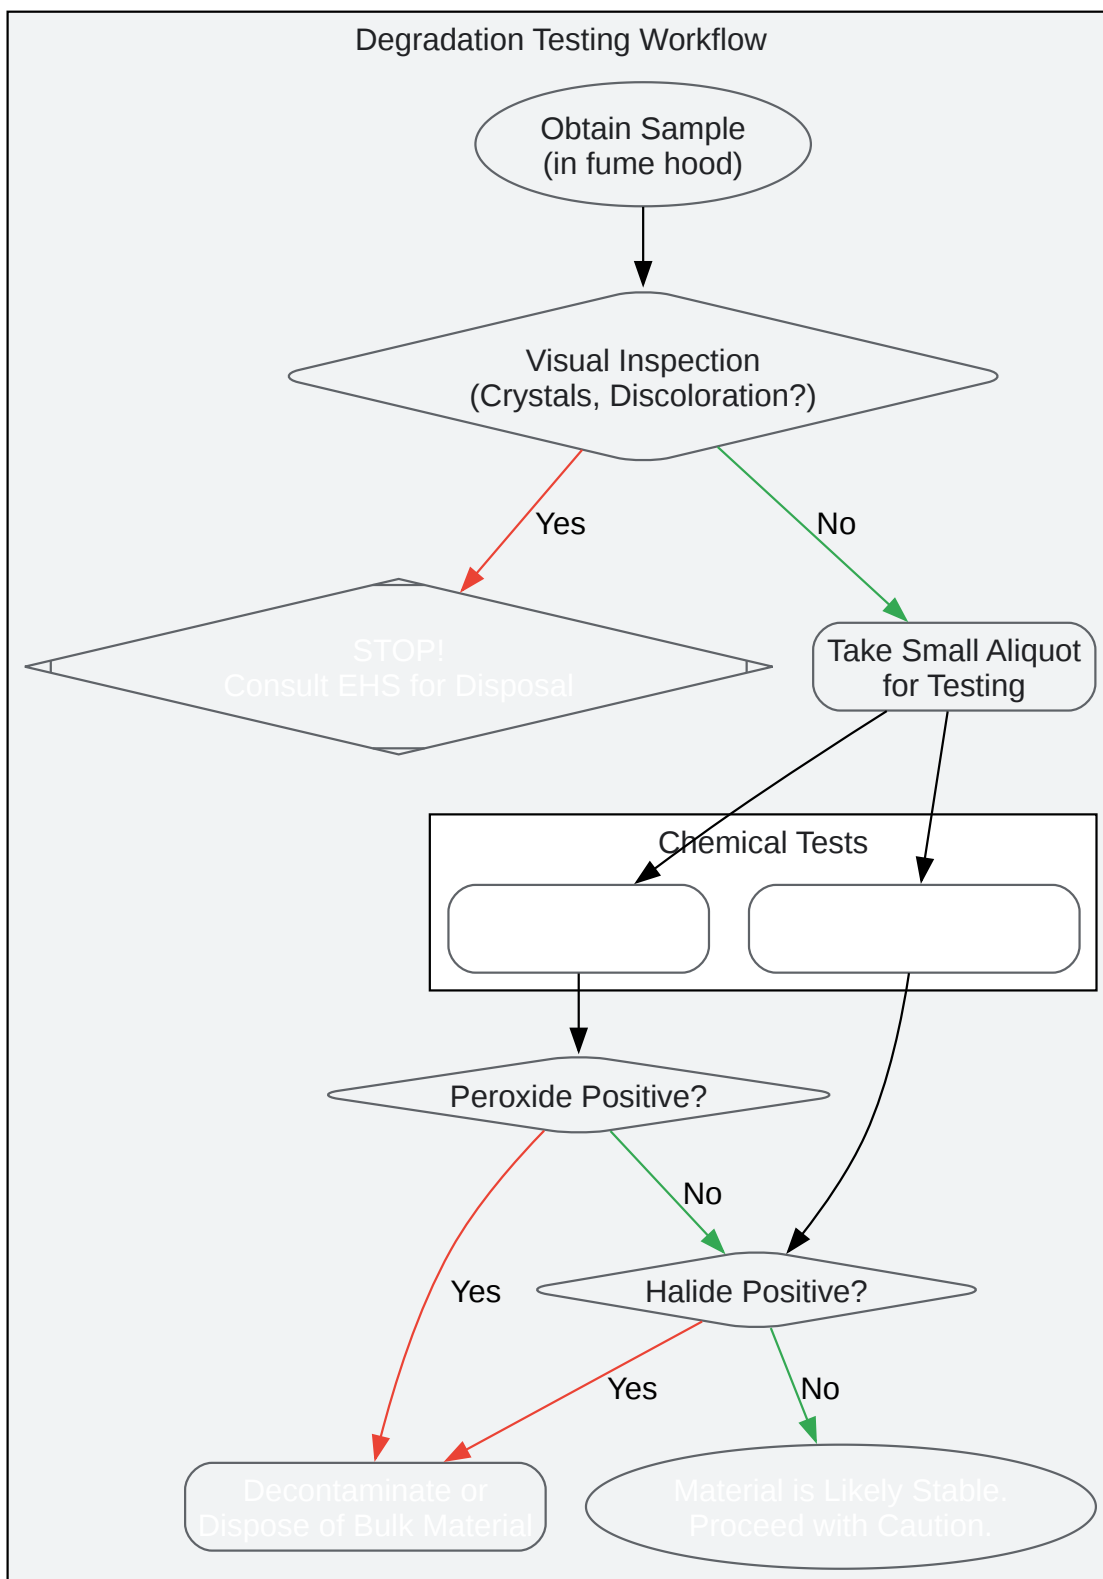 Degradation Testing Workflow
Obtain Sample
(in fume hood)
Visual Inspection
(Crystals, Discoloration?)
Yes
No
STOP!
Consult EHS for Disposal
Take Small Aliquot
for Testing
Chemical Tests
Peroxide Positive?
No
Yes
Halide Positive?
Yes
No
Decontaminate or
Dispose of Bulk Material
Material is Likely Stable.
Proceed with Caution.